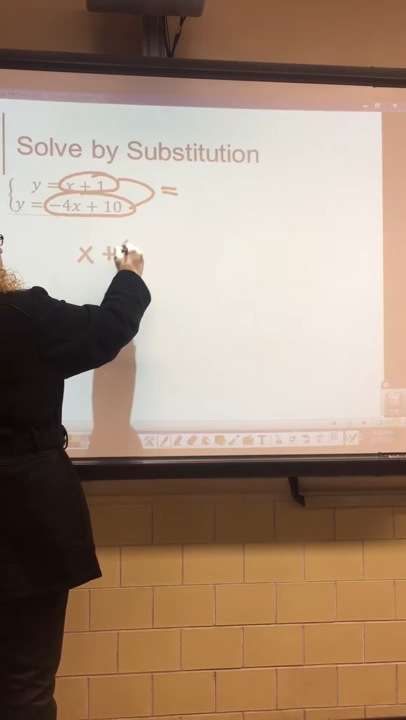 Solve by Substitution
y = x + 1
y = −4x + 10
=
x +